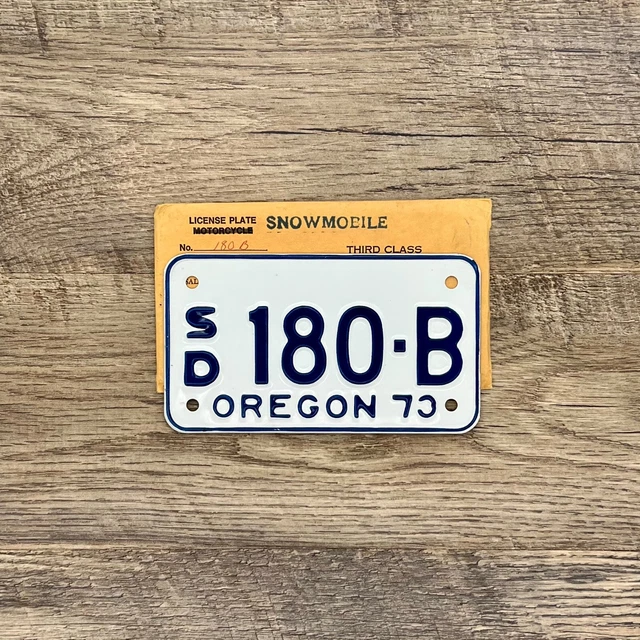 LICENSE PLATE SNOWMOBILE
MOTORCYCLE
No. 180 B THIRD CLASS
SD 180·B
OREGON 73